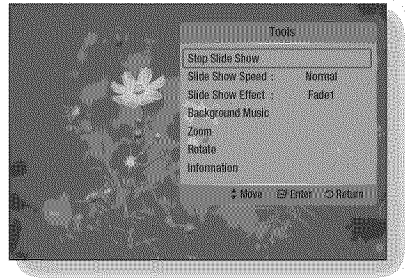 Tools
Stop Slide Show
Slide Show Speed : Normal
Slide Show Effect : Fade1
Background Music
Zoom
Rotate
Information
Move Enter Return